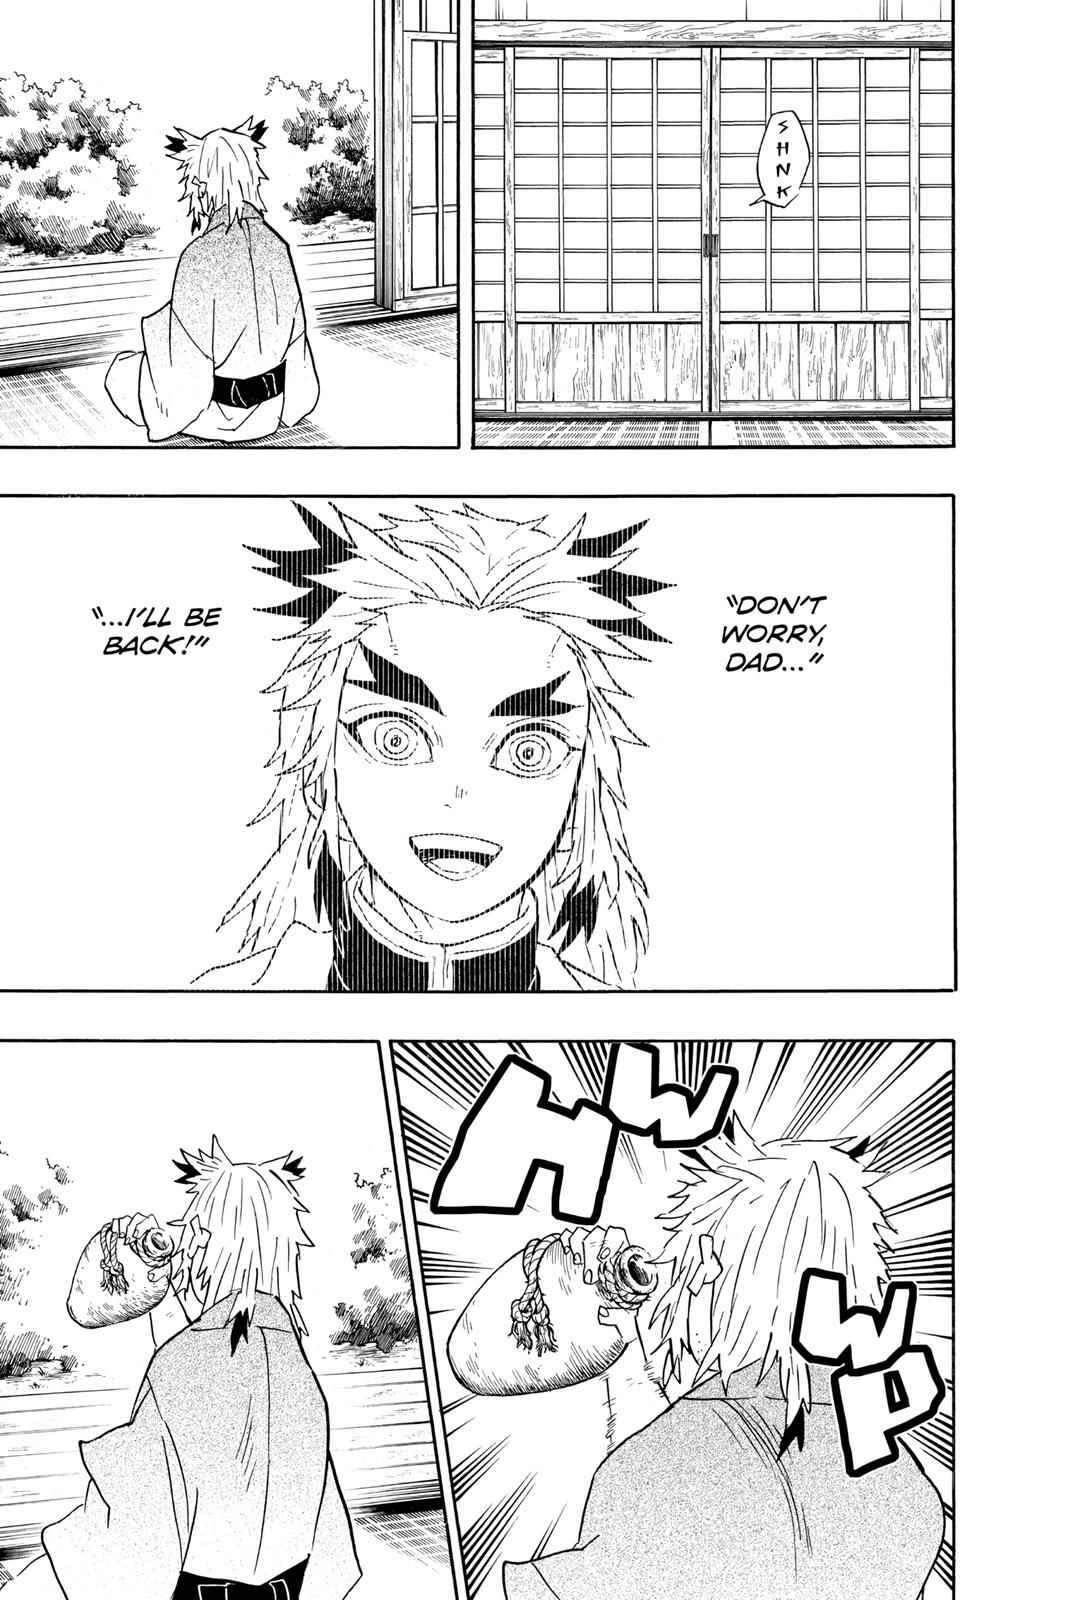 SHNK
"DON'T
WORRY,
DAD..."
"...I'LL BE
BACK!"
HW
WP